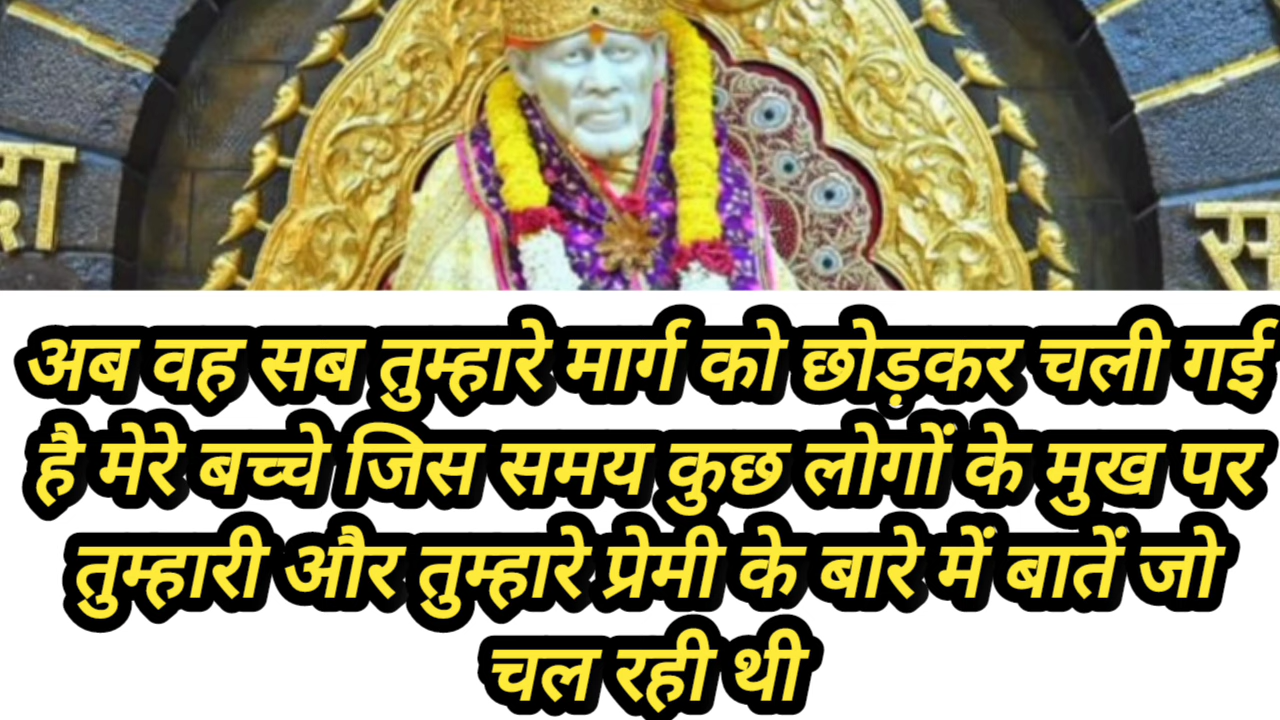 अब वह सब तुम्हारे मार्ग को छोड़कर चली गई
है मेरे बच्चे जिस समय कुछ लोगों के मुख पर
तुम्हारी और तुम्हारे प्रेमी के बारे में बातें जो
चल रही थी